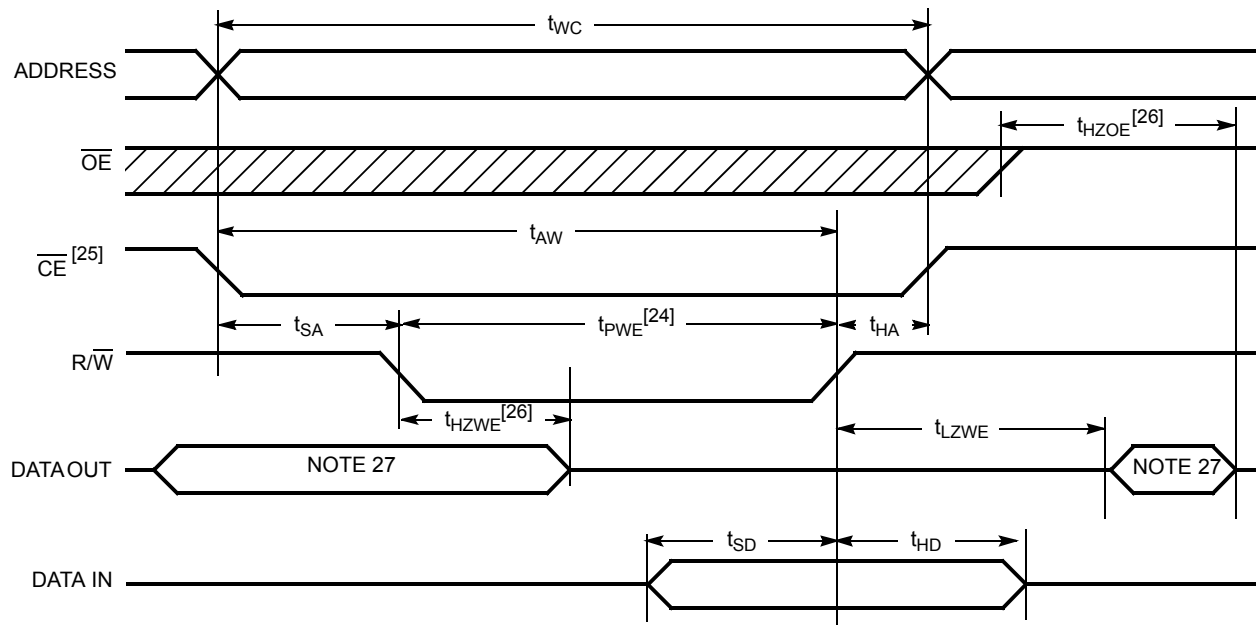 tWC
ADDRESS
tHZOE[26]
OE
tAW
CE [25]
tSA
tPWE[24]
tHA
R/W
tHZWE[26]
tLZWE
DATA OUT
NOTE 27
NOTE 27
tSD
tHD
DATA IN